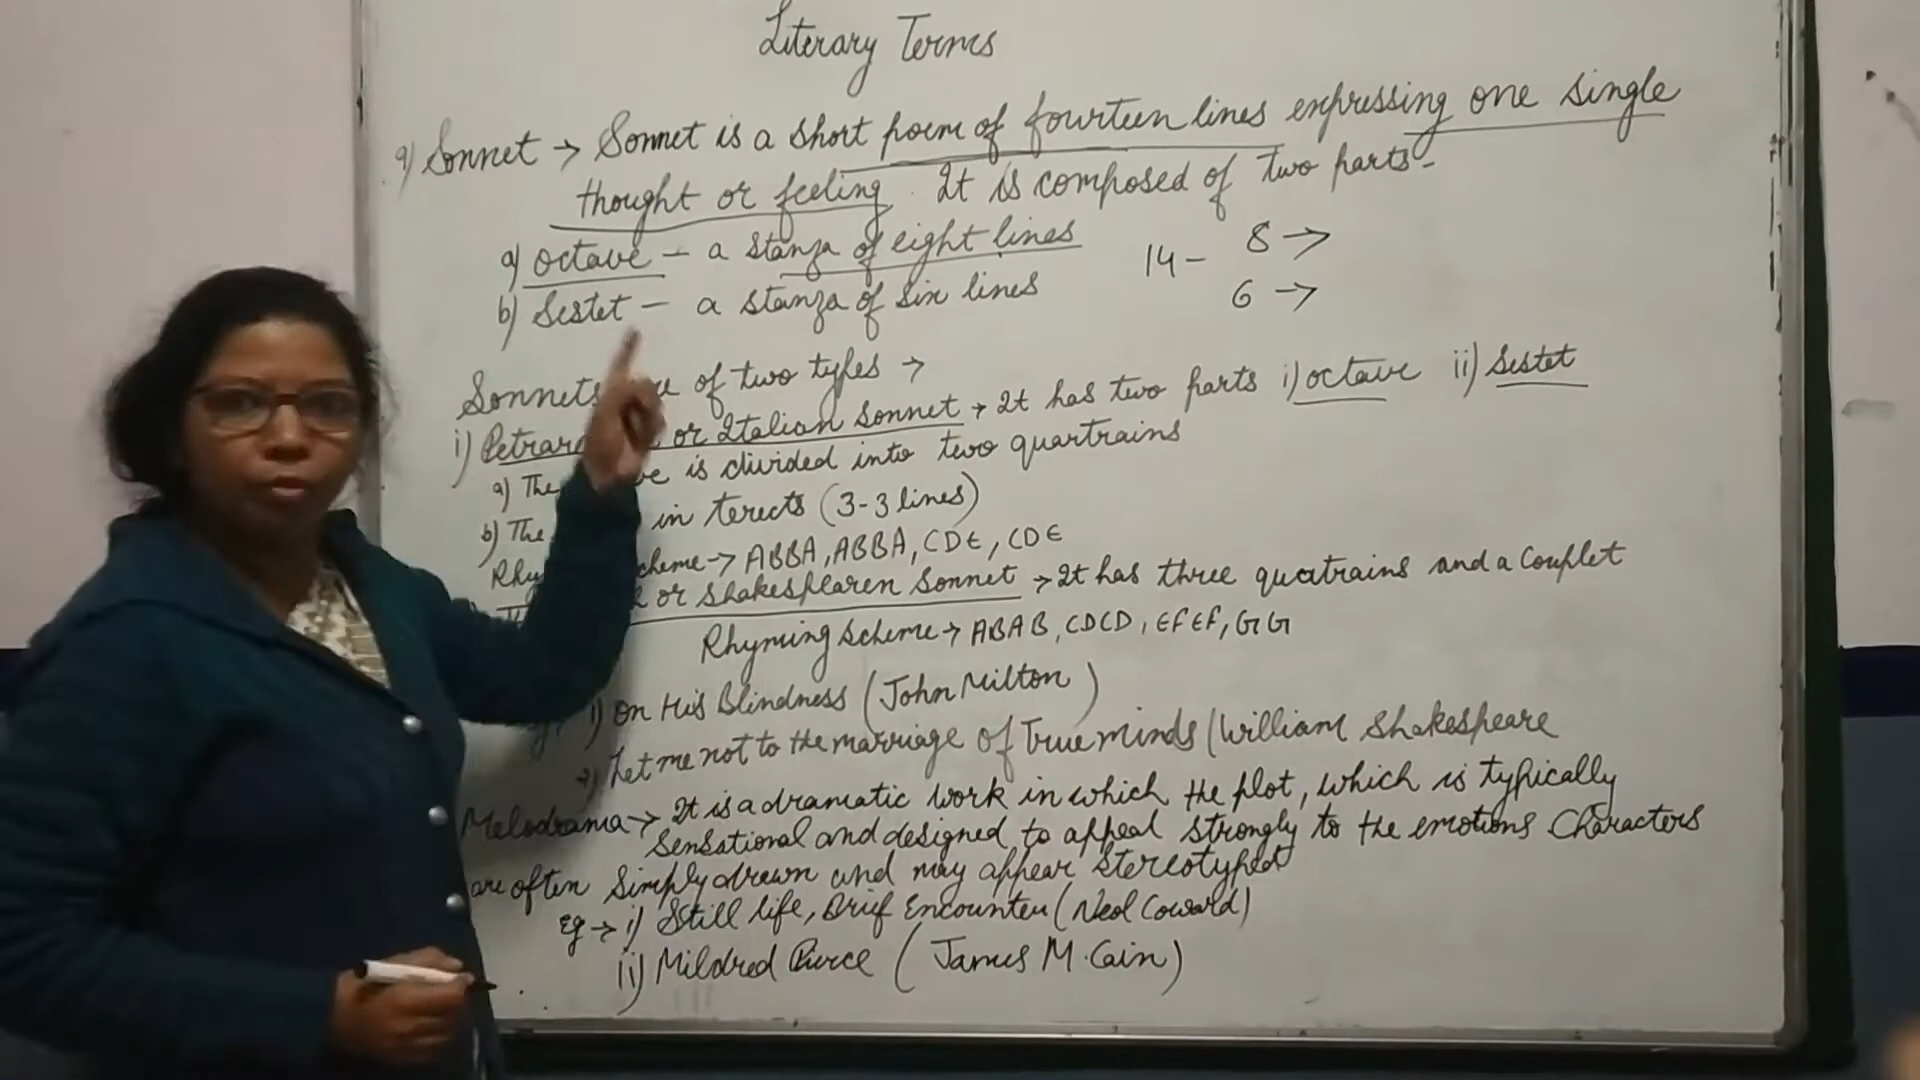 Literary Terms
9) Sonnet → Sonnet is a short poem of fourteen lines expressing one single
thought or feeling. It is composed of two parts-
a) octave – a stanza of eight lines
b) Sestet – a stanza of six lines
14 – 8 →
6 →
Sonnets of two types →
i) or Italian Sonnet → It has two parts i) octave ii) Sestet
a) The is divided into two quartrains
b) The in terects (3-3 lines)
→ ABBA, ABBA, CDE, CDE
or Shakesplaren Sonnet → It has three quatrains and a couplet
Rhyming Scheme → ABAB, CDCD, EFEF, GG
1) On His Blindness (John Milton)
2) Let me not to the marriage of True minds (William Shakespeare
Melodrama → It is a dramatic work in which the plot, which is typically
sensational and designed to appeal strongly to the emotions Characters
are often simply drawn and may appear stereotyped
Eg → i) Still life, Brief Encounter (Neol Coward)
ii) Mildred Pierce (James M. Cain)